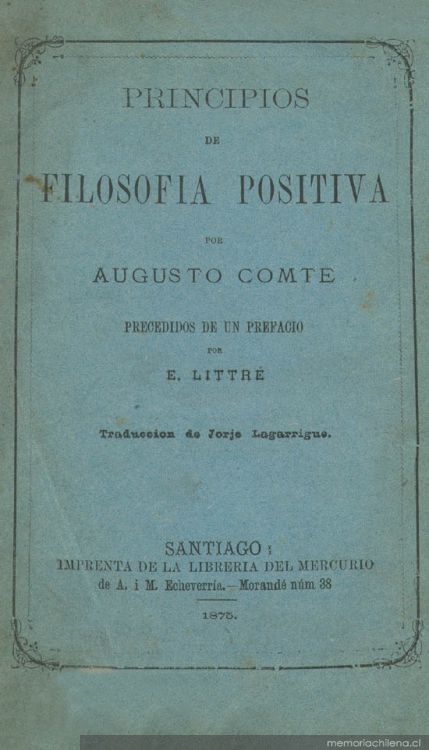 PRINCIPIOS
DE
FILOSOFIA POSITIVA
POR
AUGUSTO COMTE
PRECEDIDOS DE UN PREFACIO
POR
E. LITTRÉ
Traduccion de Jorje Lagarrigue.
SANTIAGO:
IMPRENTA DE LA LIBRERIA DEL MERCURIO
de A. i M. Echeverría.—Morandé núm 38
1875.
memoriachilena.cl